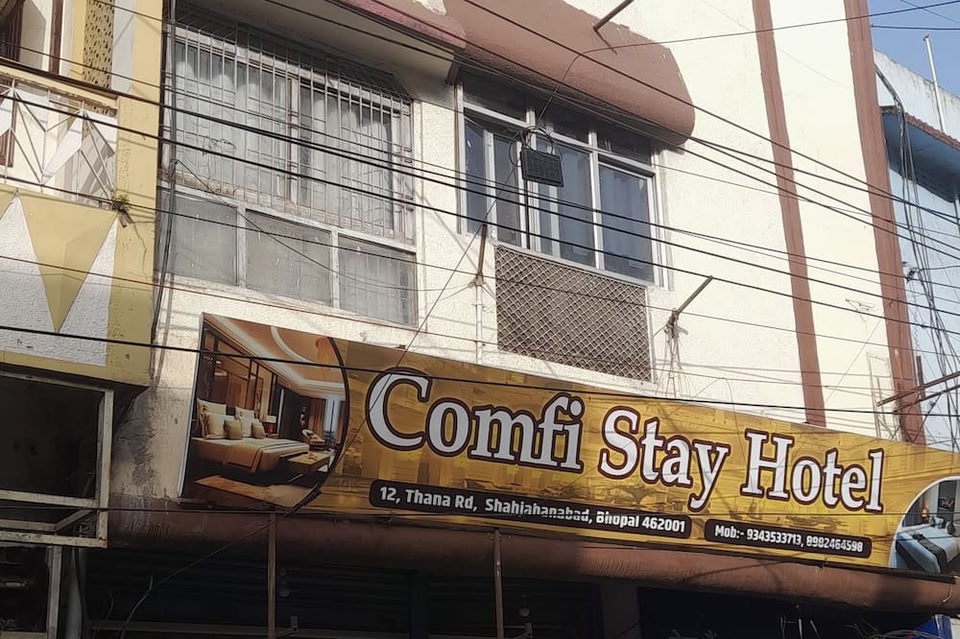 Comfi Stay Hotel
12, Thana Rd, Shahjahanabad, Bhopal 462001
Mob:- 9343533713, 8982464598